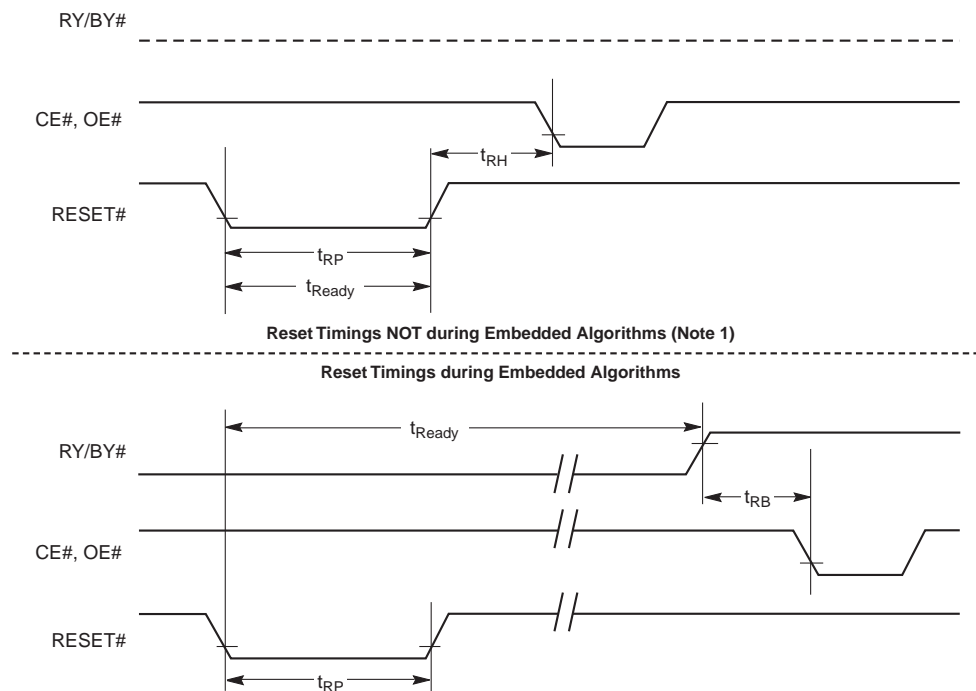 RY/BY#
CE#, OE#
tRH
RESET#
tRP
tReady
Reset Timings NOT during Embedded Algorithms (Note 1)
Reset Timings during Embedded Algorithms
tReady
RY/BY#
tRB
CE#, OE#
RESET#
tRP